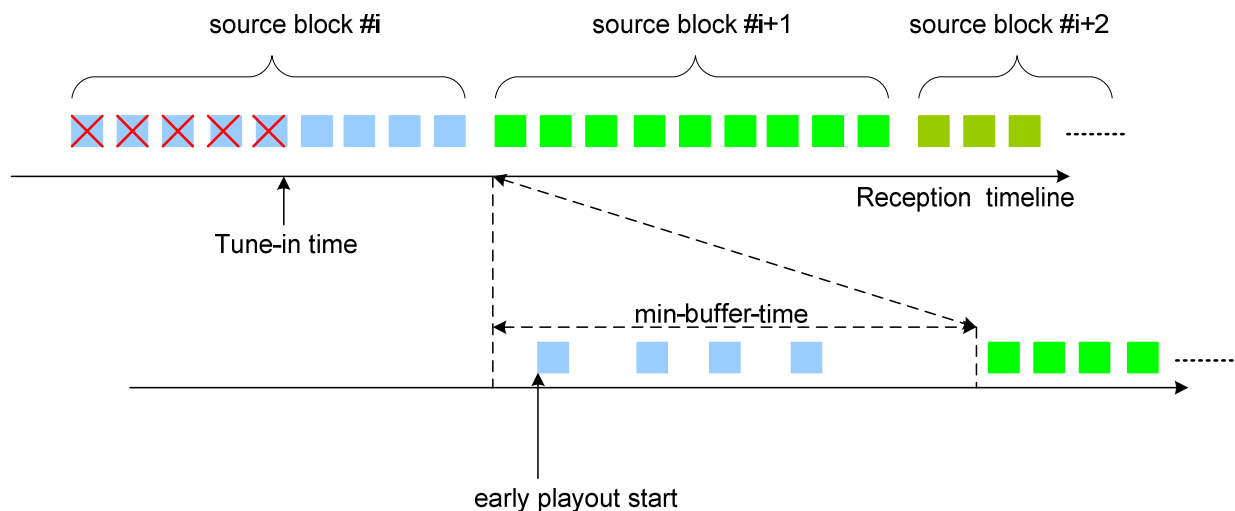 source block #i
source block #i+1
source block #i+2
Reception timeline
Tune-in time
min-buffer-time
early playout start